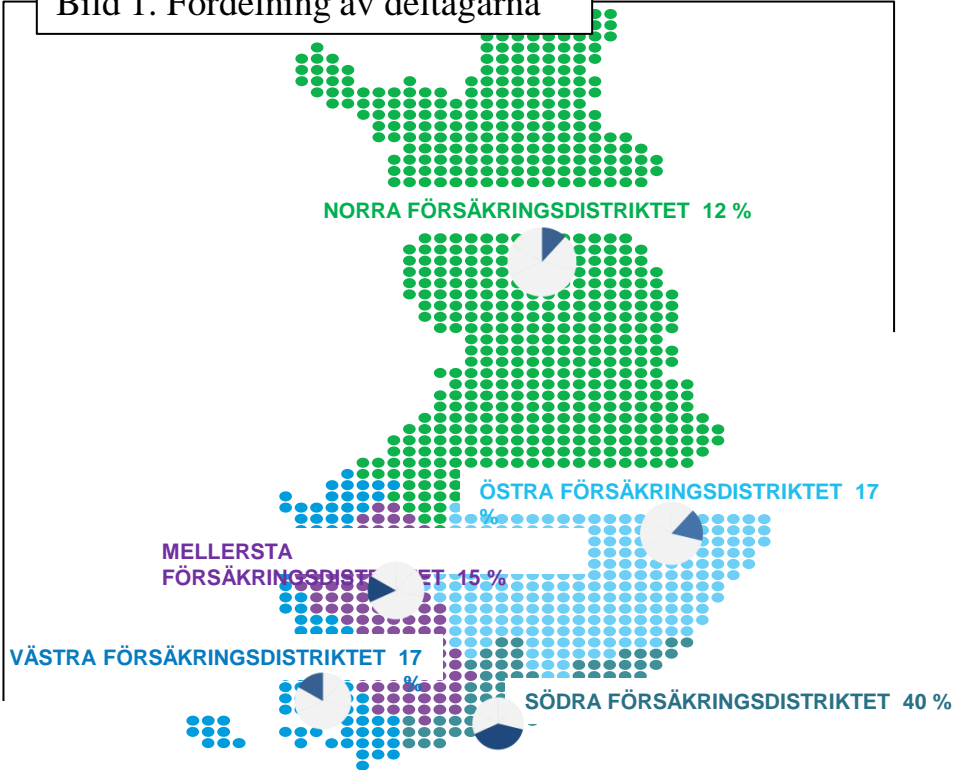 Bild 1. Fördelning av deltagarna
NORRA FÖRSÄKRINGSDISTRIKTET 12 %
ÖSTRA FÖRSÄKRINGSDISTRIKTET 17
%
MELLERSTA
FÖRSÄKRINGSDISTRIKTET 15 %
VÄSTRA FÖRSÄKRINGSDISTRIKTET 17
%
SÖDRA FÖRSÄKRINGSDISTRIKTET 40 %